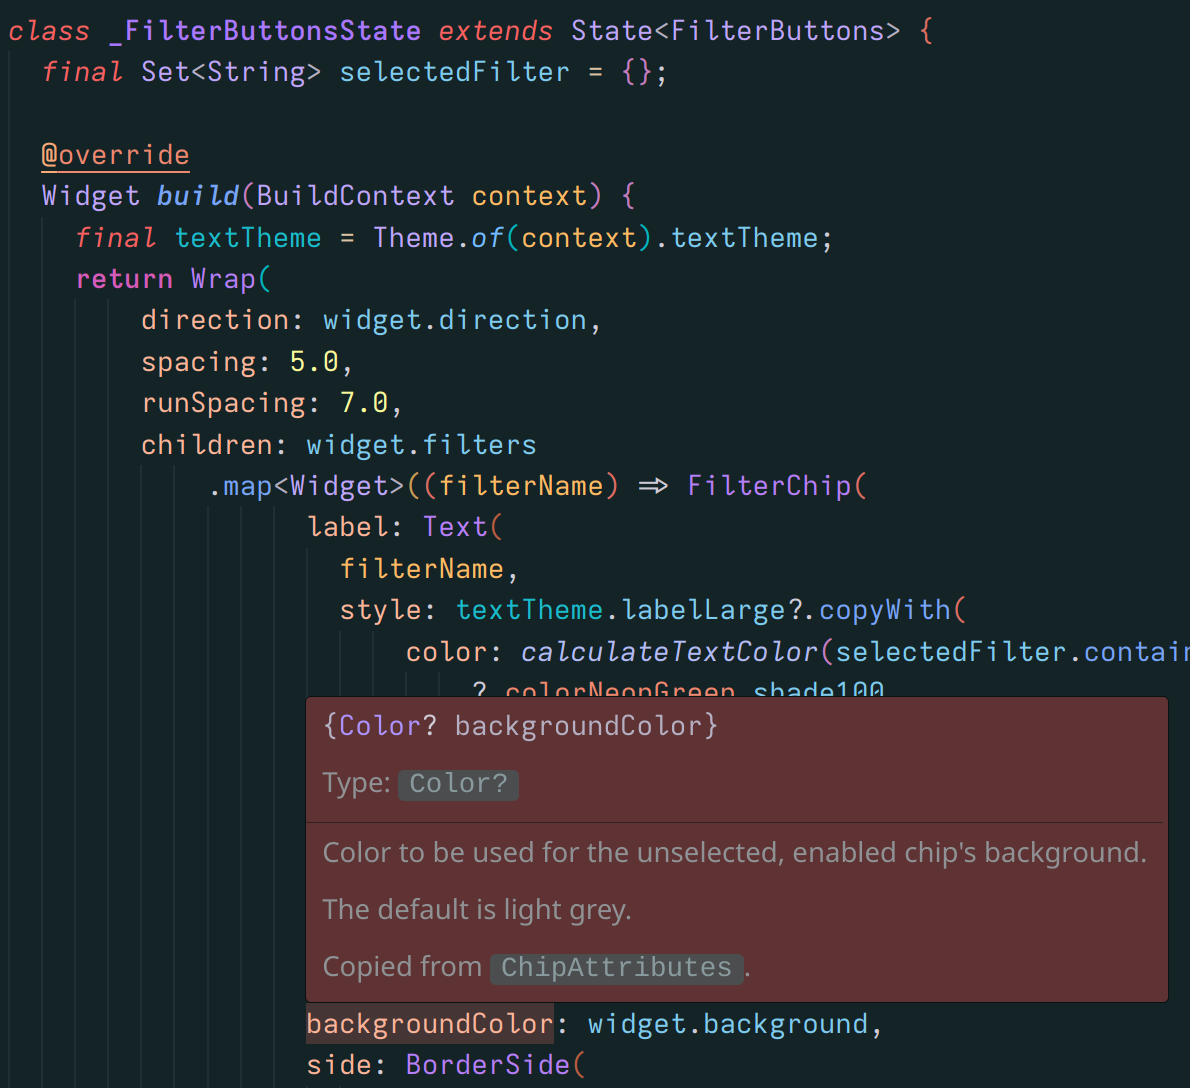 class _FilterButtonsState extends State<FilterButtons> {
final Set<String> selectedFilter = {};
@override
Widget build(BuildContext context) {
final textTheme = Theme.of(context).textTheme;
return Wrap(
direction: widget.direction,
spacing: 5.0,
runSpacing: 7.0,
children: widget.filters
.map<Widget>((filterName) => FilterChip(
label: Text(
filterName,
style: textTheme.labelLarge?.copyWith(
color: calculateTextColor(selectedFilter.contain
? colorNeonGreen.shade100
{Color? backgroundColor}
Type: Color?
Color to be used for the unselected, enabled chip's background.
The default is light grey.
Copied from ChipAttributes.
backgroundColor: widget.background,
side: BorderSide(